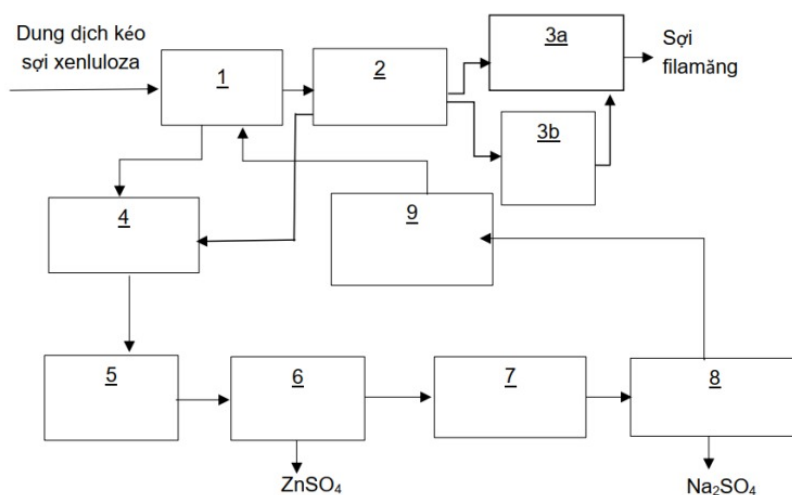 Dung dịch kéo
sợi xenluloza
1
2
3a
Sợi
filamăng
3b
4
9
5
6
7
8
ZnSO₄
Na₂SO₄